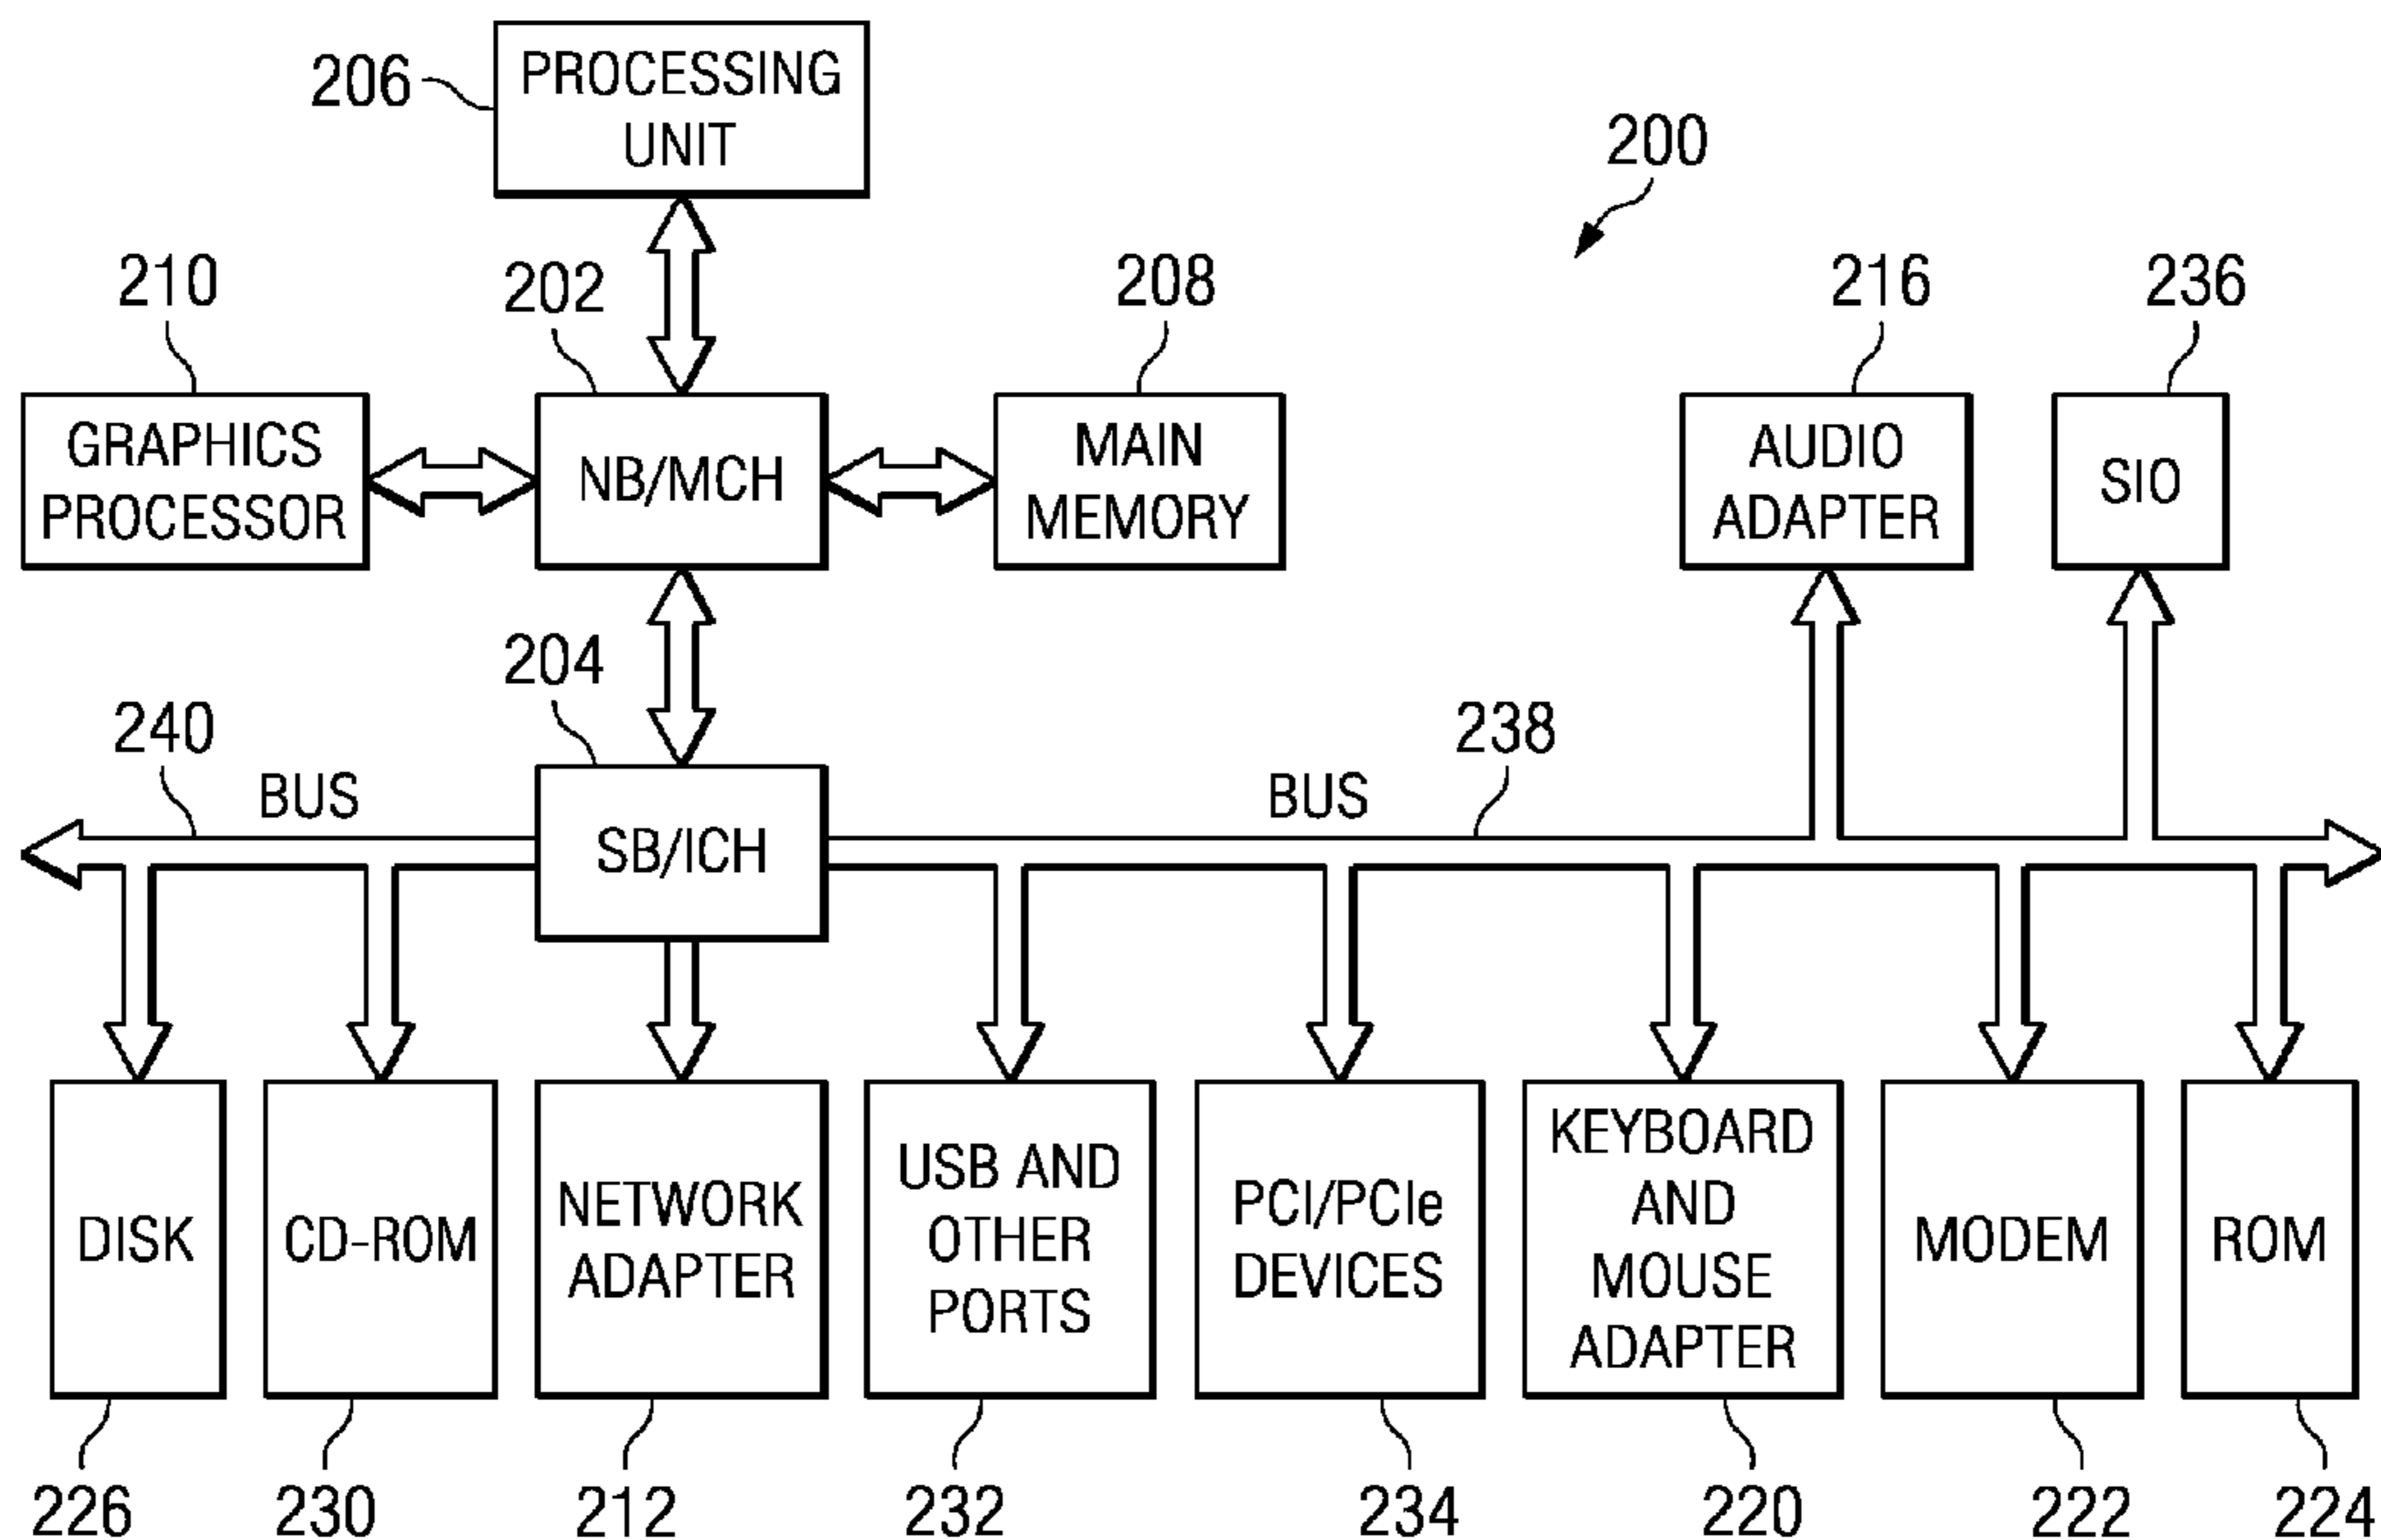 206
PROCESSING
UNIT
200
210
202
208
216
236
GRAPHICS
PROCESSOR
NB/MCH
MAIN
MEMORY
AUDIO
ADAPTER
SIO
204
240
BUS
238
BUS
SB/ICH
DISK
CD-ROM
NETWORK
ADAPTER
USB AND
OTHER
PORTS
PCI/PCIe
DEVICES
KEYBOARD
AND
MOUSE
ADAPTER
MODEM
ROM
226
230
212
232
234
220
222
224